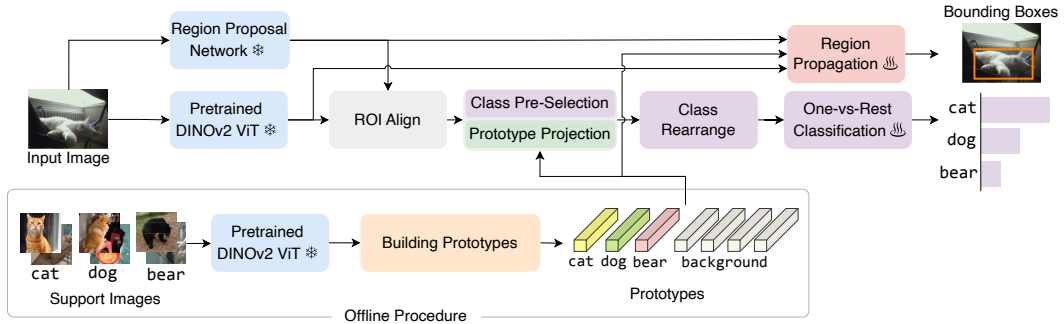 Bounding Boxes
Region Proposal
Network
Region
Propagation
Input Image
Pretrained
DINOv2 ViT
ROI Align
Class Pre-Selection
Prototype Projection
Class
Rearrange
One-vs-Rest
Classification
cat
dog
bear
cat
dog
bear
Support Images
Pretrained
DINOv2 ViT
Building Prototypes
cat dog bear background
Prototypes
Offline Procedure